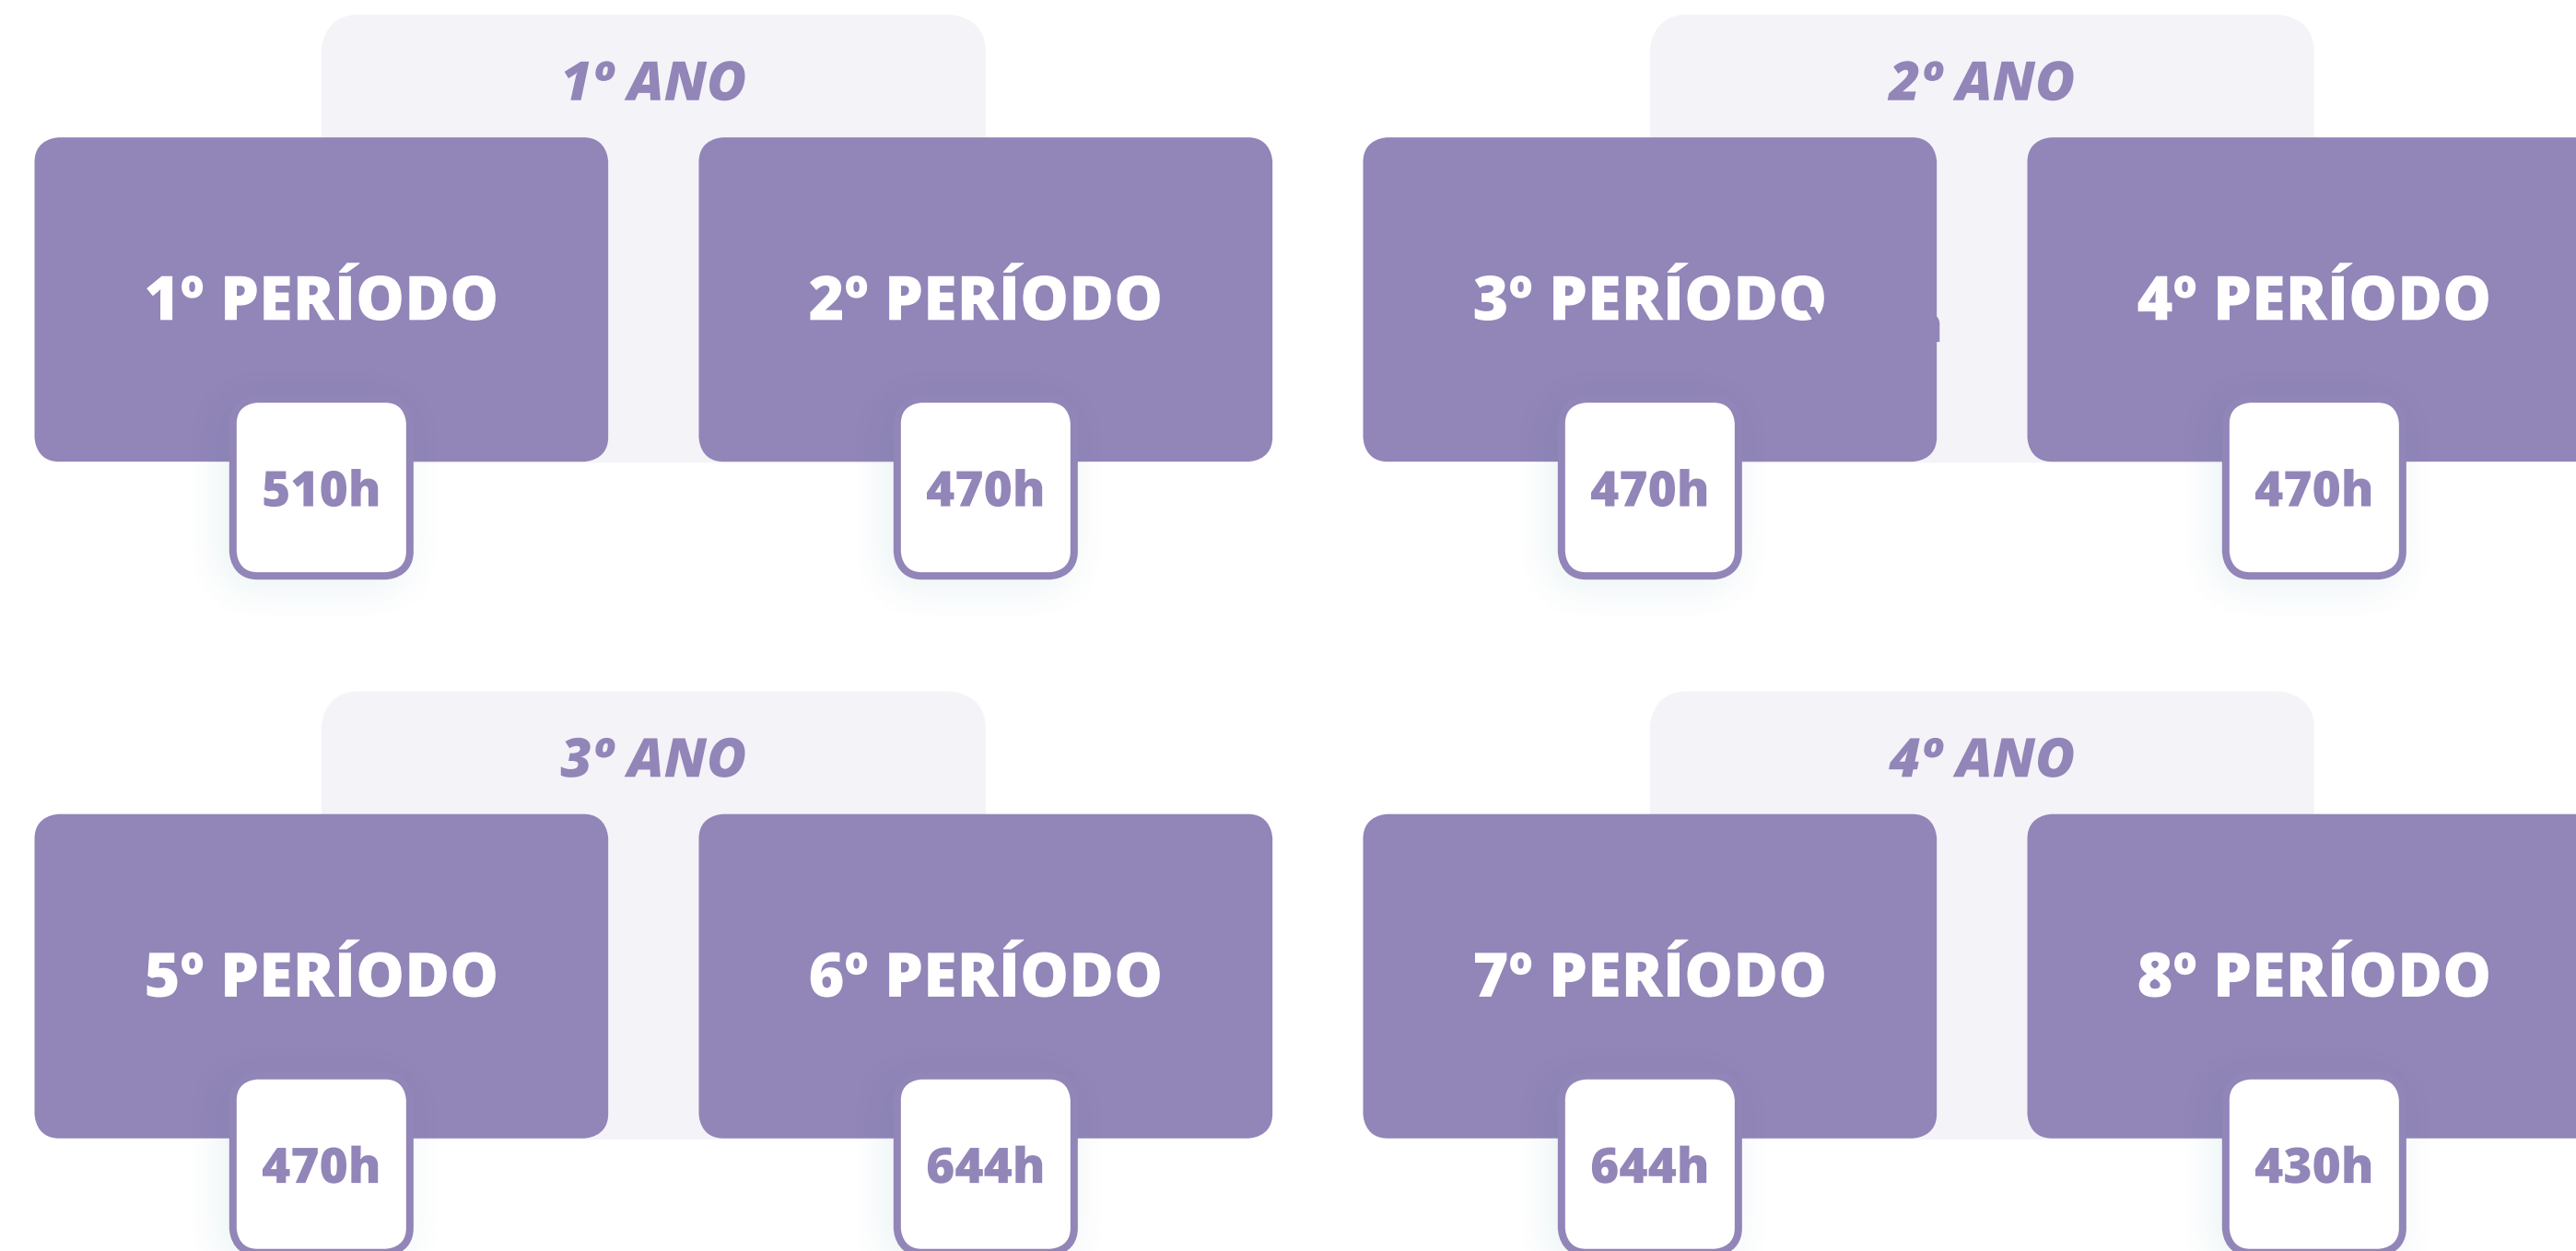 1º ANO
2º ANO
1º PERÍODO
2º PERÍODO
3º PERÍODO
4º PERÍODO
510h
470h
470h
470h
3º ANO
4º ANO
5º PERÍODO
6º PERÍODO
7º PERÍODO
8º PERÍODO
470h
644h
644h
430h